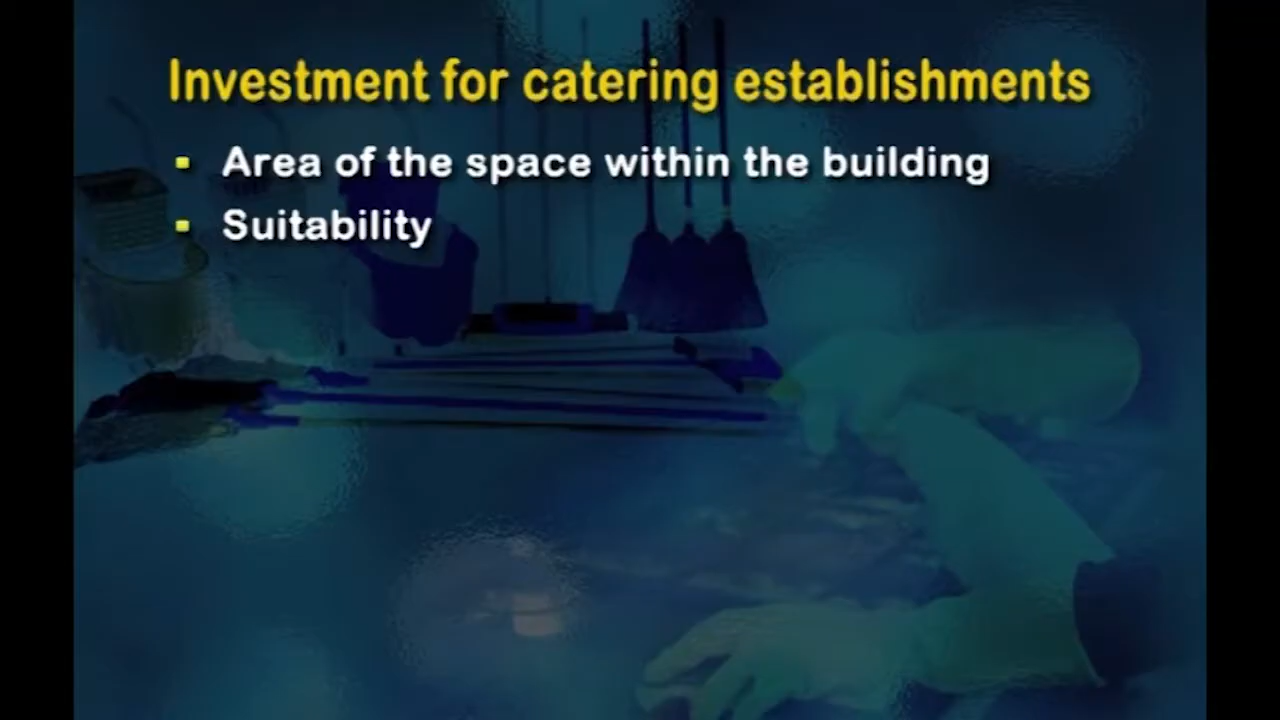 Investment for catering establishments
▪ Area of the space within the building
▪ Suitability